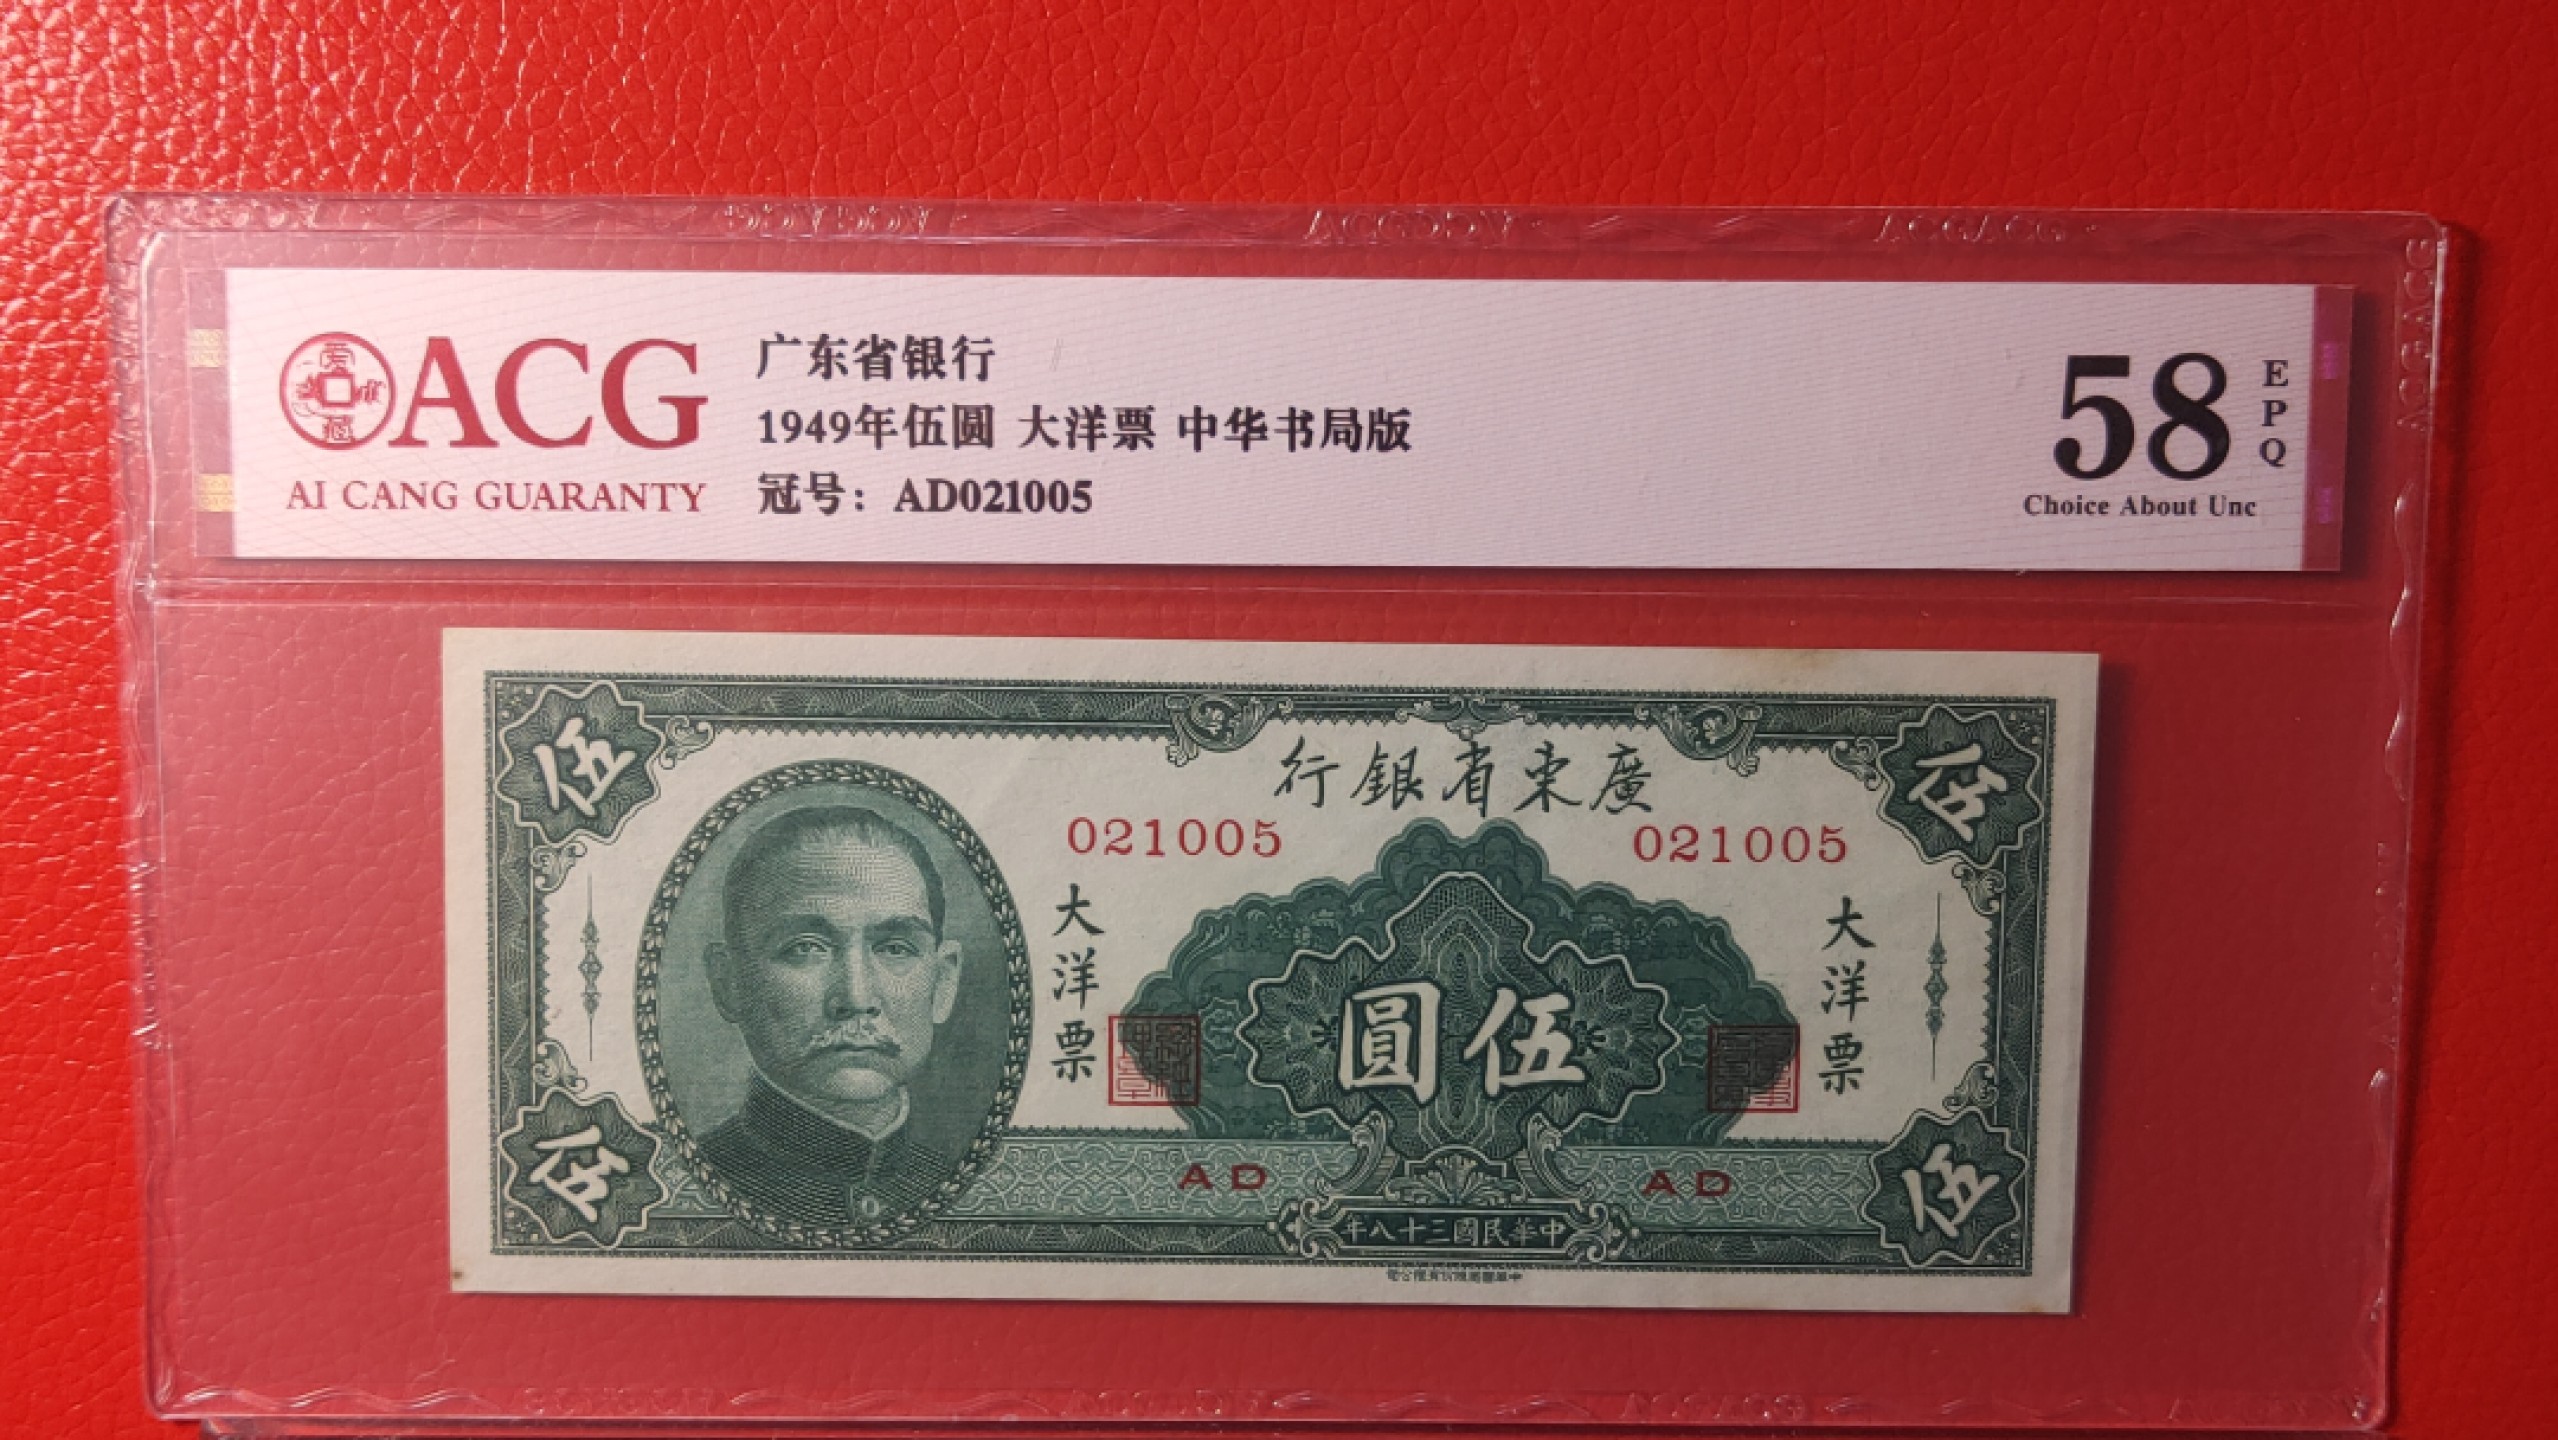 ACG
AI CANG GUARANTY
广东省银行
1949年伍圆 大洋票 中华书局版
冠号：AD021005
58
EPQ
Choice About Unc
伍
行銀省東廣
伍
021005
021005
大洋票
大洋票
圓伍
AD
AD
伍
年八十三國民華中
伍